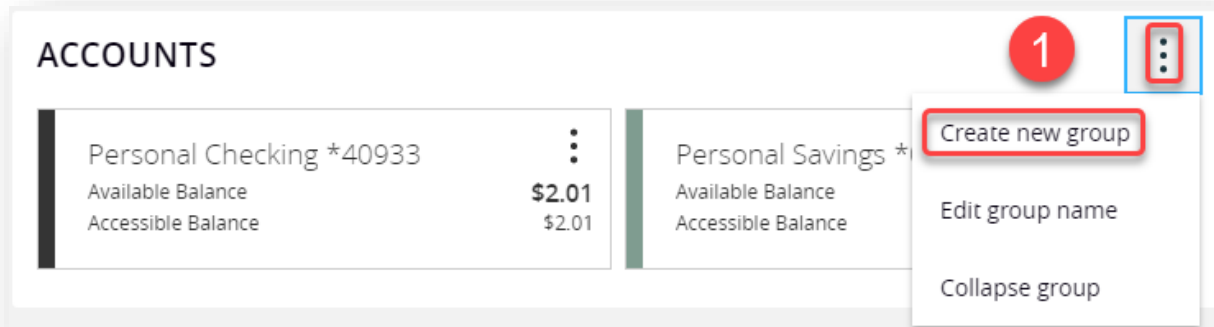 ACCOUNTS
1
Personal Checking *40933
Available Balance $2.01
Accessible Balance $2.01
Personal Savings *
Available Balance
Accessible Balance
Create new group
Edit group name
Collapse group